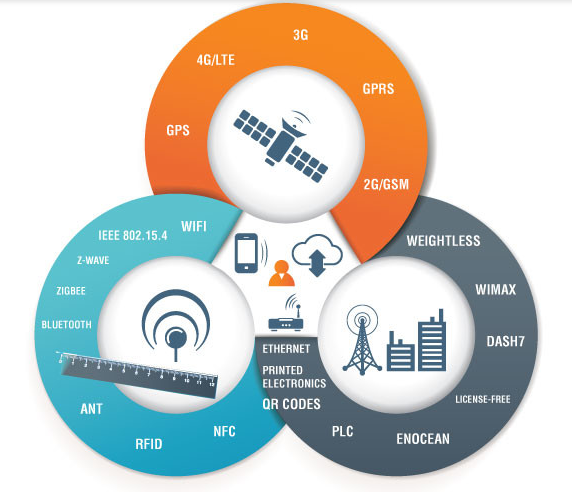 3G
4G/LTE
GPRS
GPS
2G/GSM
WIFI
IEEE 802.15.4
Z-WAVE
ZIGBEE
BLUETOOTH
ANT
RFID
NFC
WEIGHTLESS
WIMAX
DASH7
LICENSE-FREE
ENOCEAN
PLC
ETHERNET
PRINTED
ELECTRONICS
QR CODES